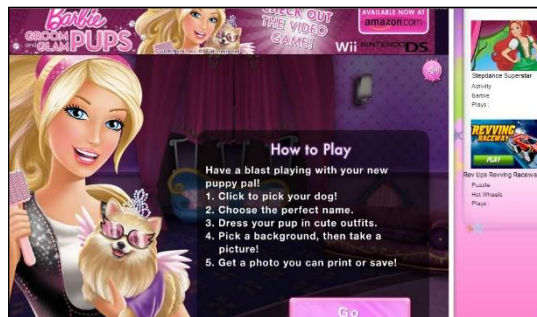 Barbie
GROOM and GLAM PUPS
CHECK OUT
THE VIDEO
GAME!
AVAILABLE NOW AT
amazon.com
Wii NINTENDO DS
How to Play
Have a blast playing with your new
puppy pal!
1. Click to pick your dog!
2. Choose the perfect name.
3. Dress your pup in cute outfits.
4. Pick a background, then take a
picture!
5. Get a photo you can print or save!
Go
Stepdance Superstar
Activity
Barbie
Plays :
REVVING
RACEWAY
PLAY
Rev Ups Revving Racewa
Puzzle
Hot Wheels
Plays